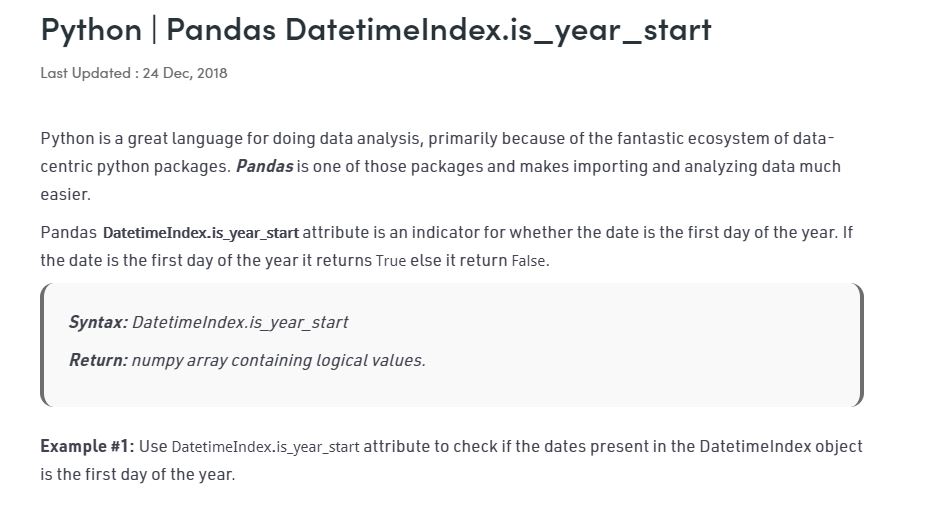 Python | Pandas DatetimeIndex.is_year_start
Last Updated : 24 Dec, 2018
Python is a great language for doing data analysis, primarily because of the fantastic ecosystem of data-
centric python packages. Pandas is one of those packages and makes importing and analyzing data much
easier.
Pandas DatetimeIndex.is_year_start attribute is an indicator for whether the date is the first day of the year. If
the date is the first day of the year it returns True else it return False.
Syntax: DatetimeIndex.is_year_start
Return: numpy array containing logical values.
Example #1: Use DatetimeIndex.is_year_start attribute to check if the dates present in the DatetimeIndex object
is the first day of the year.